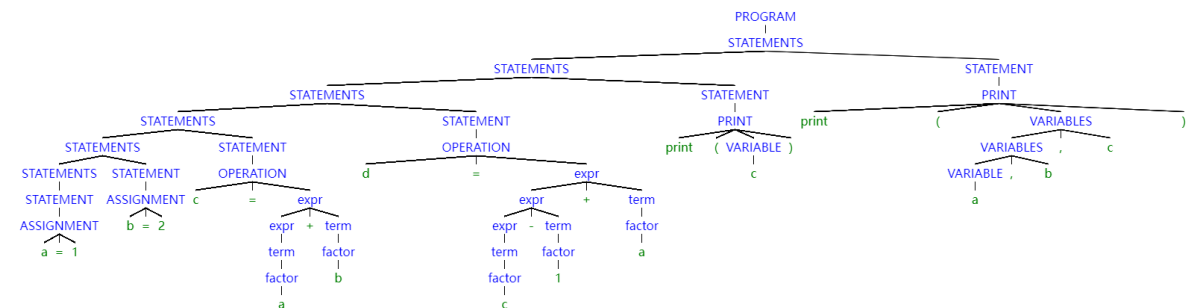 PROGRAM
STATEMENTS
STATEMENTS STATEMENT
STATEMENTS STATEMENT PRINT
STATEMENTS STATEMENT PRINT print ( VARIABLES )
STATEMENTS STATEMENT OPERATION print ( VARIABLE ) VARIABLES , c
STATEMENTS STATEMENT OPERATION d = expr c VARIABLE , b
STATEMENT ASSIGNMENT c = expr expr + term a
ASSIGNMENT b = 2 expr + term expr - term factor
a = 1 term factor term factor a
factor b factor 1
a c